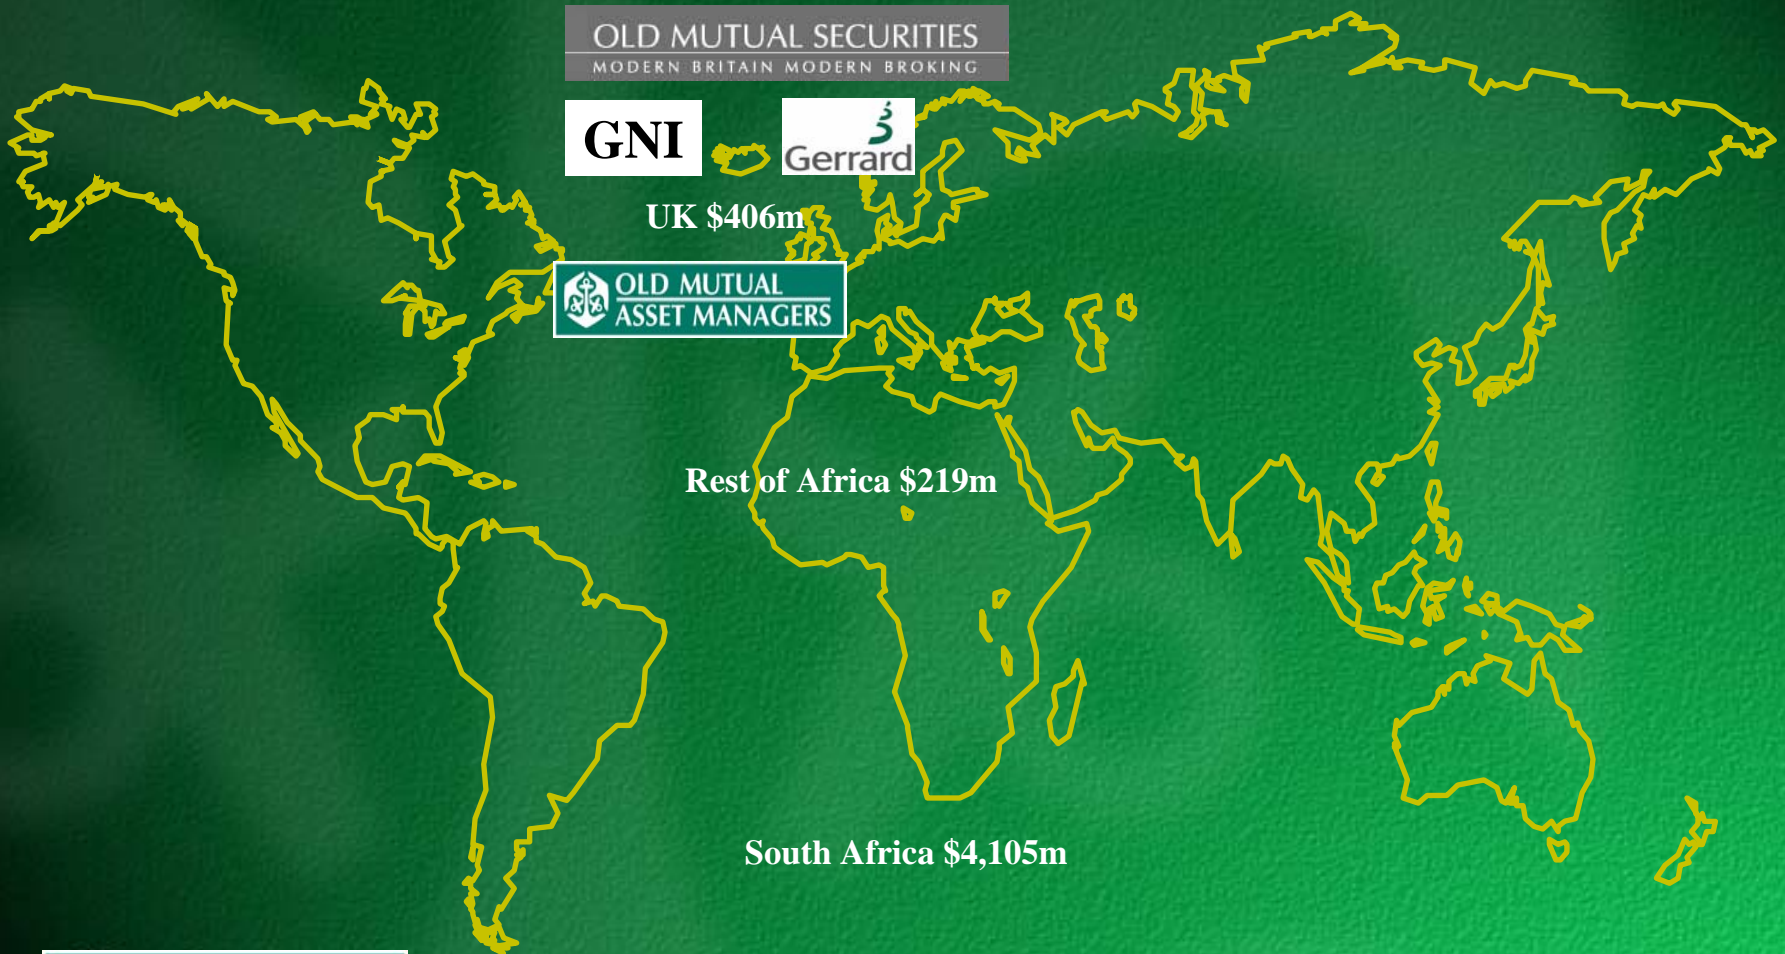 OLD MUTUAL SECURITIES
MODERN BRITAIN MODERN BROKING
GNI
Gerrard
UK $406m
OLD MUTUAL
ASSET MANAGERS
Rest of Africa $219m
South Africa $4,105m